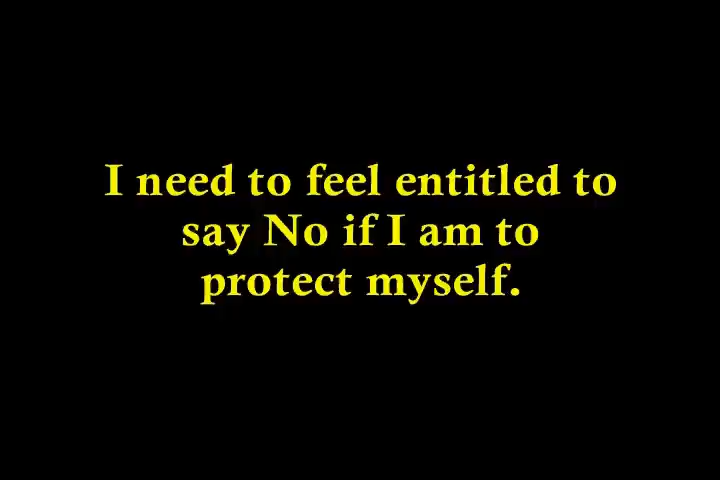 I need to feel entitled to
say No if I am to
protect myself.